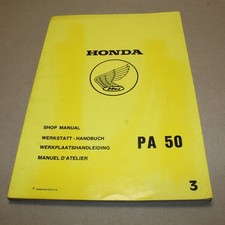 HONDA
SHOP MANUAL
WERKSTATT - HANDBUCH
WERKPLAATSHANDLEIDING
MANUEL D'ATELIER
PA 50
3